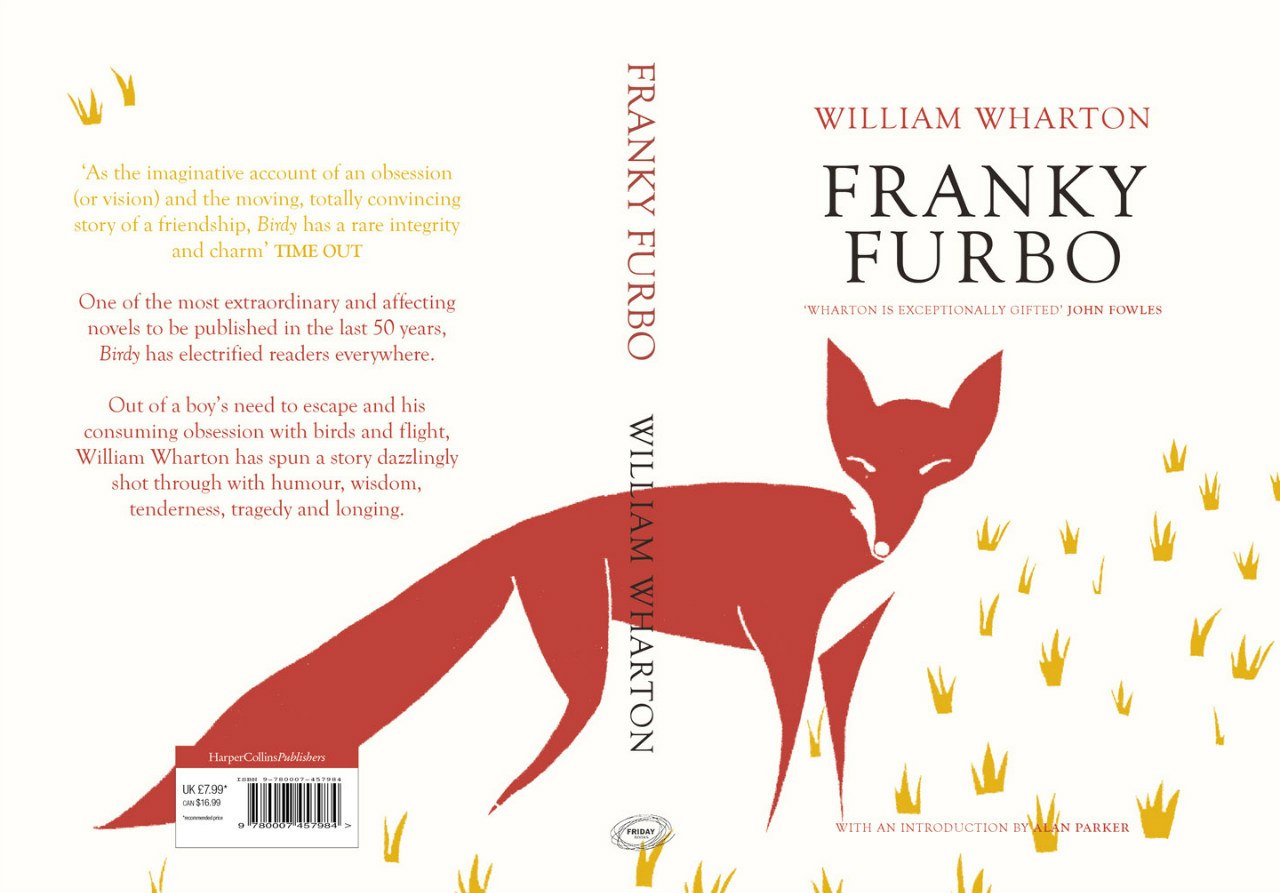 ‘As the imaginative account of an obsession
(or vision) and the moving, totally convincing
story of a friendship, Birdy has a rare integrity
and charm’ TIME OUT
One of the most extraordinary and affecting
novels to be published in the last 50 years,
Birdy has electrified readers everywhere.
Out of a boy’s need to escape and his
consuming obsession with birds and flight,
William Wharton has spun a story dazzlingly
shot through with humour, wisdom,
tenderness, tragedy and longing.
HarperCollinsPublishers
UK £7.99*
CAN $16.99
*recommended price
ISBN 9-780007-457984
9 780007 457984 >
FRANKY FURBO
WILLIAM WHARTON
FRIDAY
BOOKS
WILLIAM WHARTON
FRANKY
FURBO
‘WHARTON IS EXCEPTIONALLY GIFTED’ JOHN FOWLES
WITH AN INTRODUCTION BY ALAN PARKER